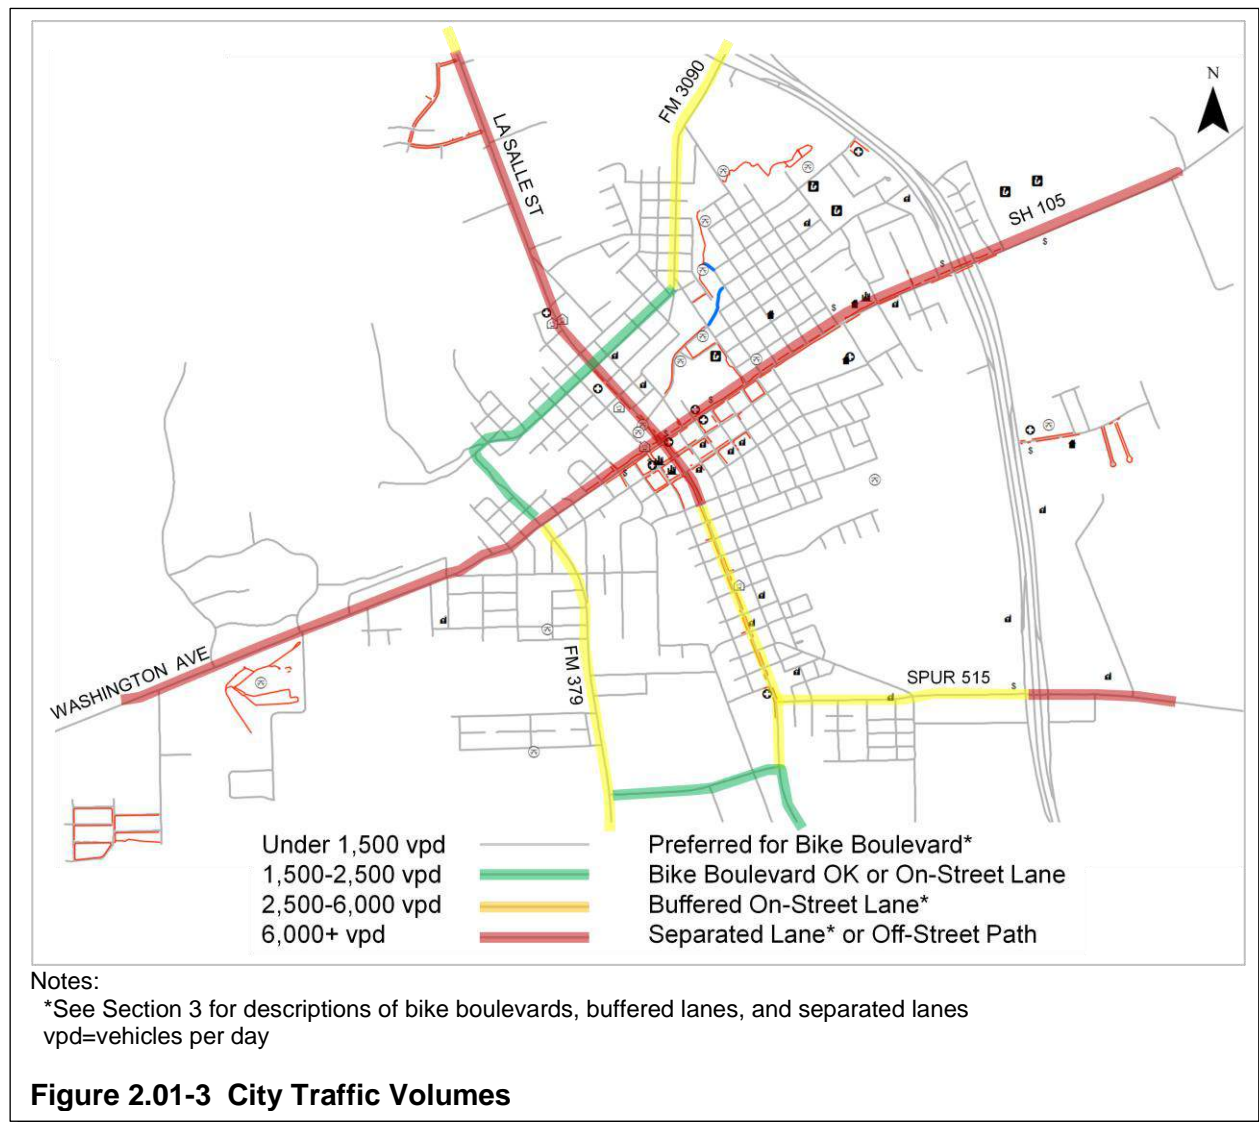 N
FM 3090
LA SALLE ST
SH 105
SPUR 515
FM 379
WASHINGTON AVE
Under 1,500 vpd Preferred for Bike Boulevard*
1,500-2,500 vpd Bike Boulevard OK or On-Street Lane
2,500-6,000 vpd Buffered On-Street Lane*
6,000+ vpd Separated Lane* or Off-Street Path
Notes:
*See Section 3 for descriptions of bike boulevards, buffered lanes, and separated lanes
vpd=vehicles per day
Figure 2.01-3 City Traffic Volumes